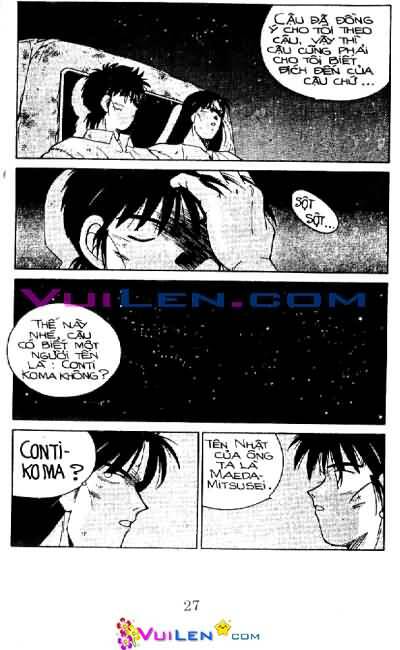 CẬU ĐÃ ĐỒNG
Ý CHO TÔI THEO
CẬU, VẬY THÌ
CẬU CŨNG PHẢI
CHO TÔI BIẾT
ĐÍCH ĐẾN CỦA
CẬU CHỨ...
SỘT
SỘT...
VUILEN.COM
THẾ NÀY
NHÉ, CẬU
CÓ BIẾT MỘT
NGƯỜI TÊN
LÀ: CONTI
KOMA KHÔNG?
CONTI-
KOMA?
TÊN NHẬT
CỦA ÔNG
TA LÀ
MAEDA-
MITSUSEI.
27
VUILEN.COM